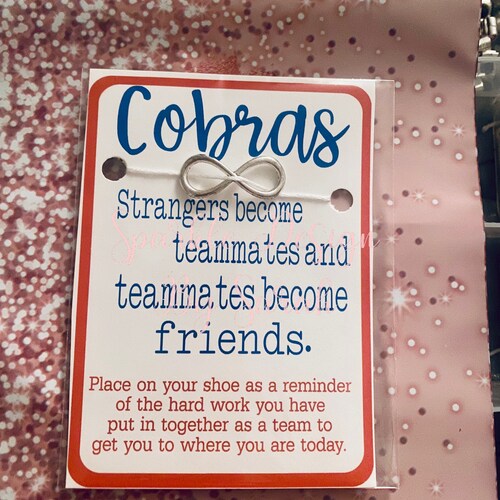 Cobras
Strangers become
teammates and
teammates become
friends.
Place on your shoe as a reminder
of the hard work you have
put in together as a team to
get you to where you are today.